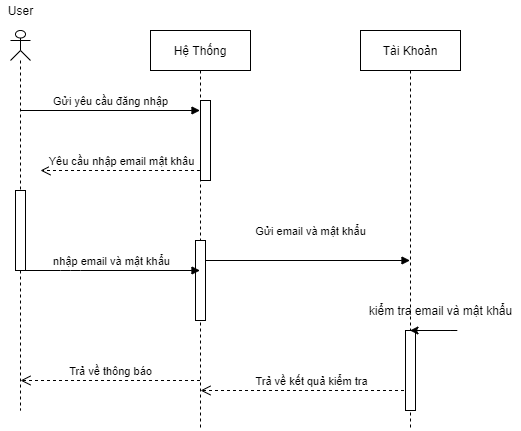 User
Hệ Thống
Tài Khoản
Gửi yêu cầu đăng nhập
Yêu cầu nhập email mật khẩu
Gửi email và mật khẩu
nhập email và mật khẩu
kiểm tra email và mật khẩu
Trả về thông báo
Trả về kết quả kiểm tra